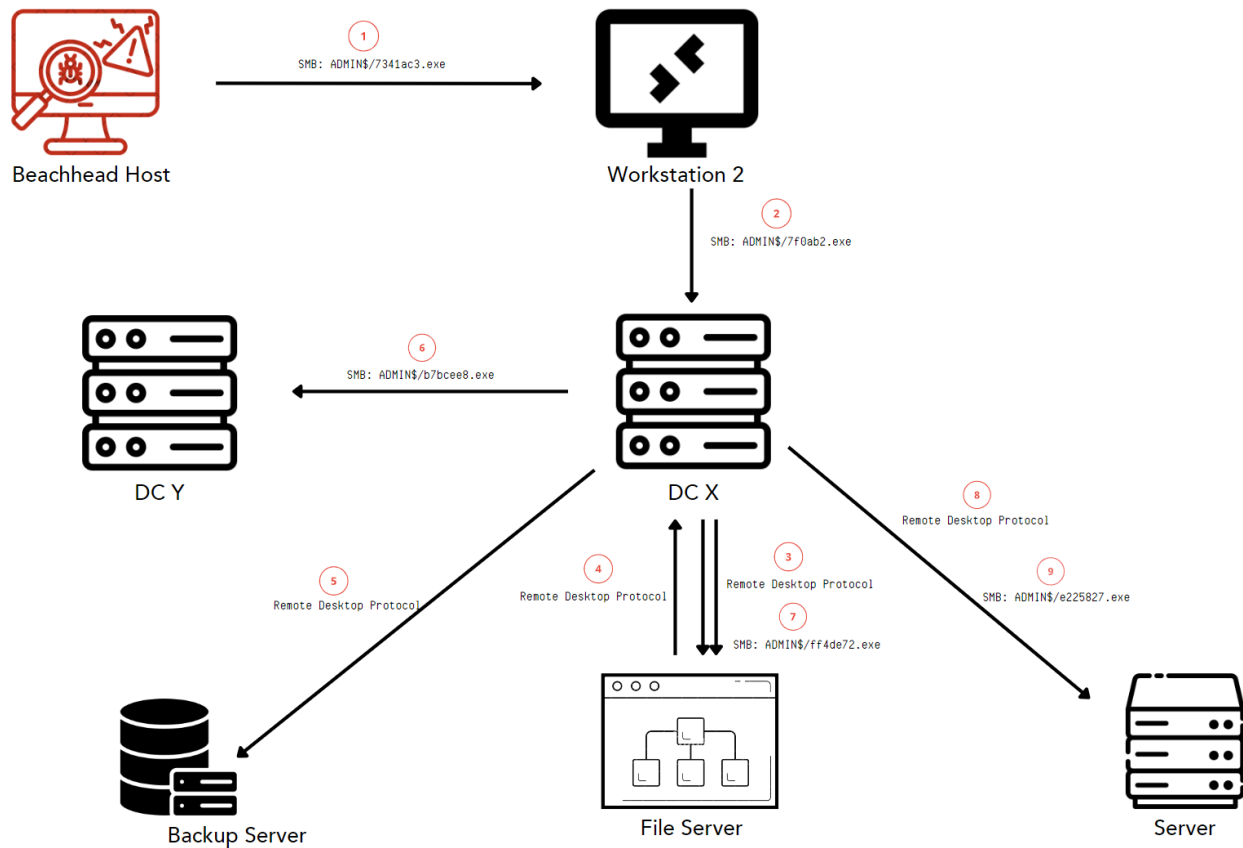 1
SMB: ADMIN$/7341ac3.exe
Beachhead Host
Workstation 2
2
SMB: ADMIN$/7f0ab2.exe
6
SMB: ADMIN$/b7bcee8.exe
DC Y
DC X
8
Remote Desktop Protocol
5
Remote Desktop Protocol
4
Remote Desktop Protocol
3
Remote Desktop Protocol
9
SMB: ADMIN$/e225827.exe
7
SMB: ADMIN$/ff4de72.exe
Backup Server
File Server
Server